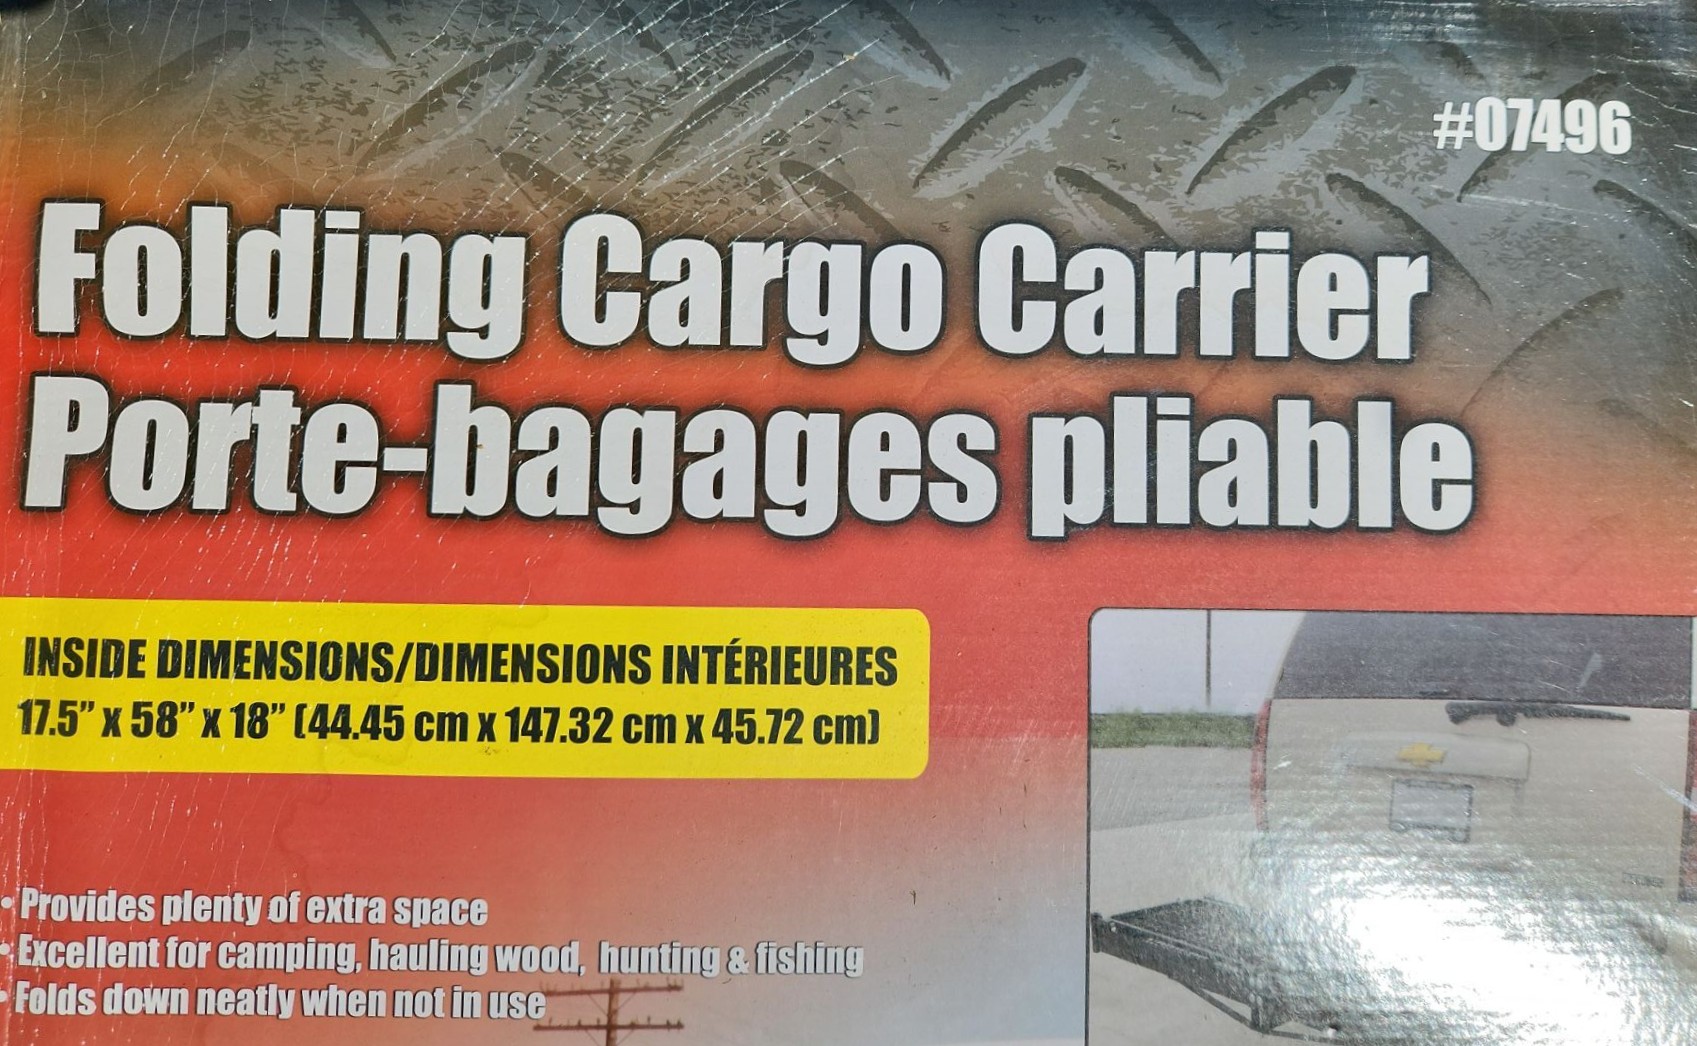 #07496
Folding Cargo Carrier
Porte-bagages pliable
INSIDE DIMENSIONS/DIMENSIONS INTÉRIEURES
17.5” x 58” x 18” (44.45 cm x 147.32 cm x 45.72 cm)
• Provides plenty of extra space
• Excellent for camping, hauling wood, hunting & fishing
• Folds down neatly when not in use